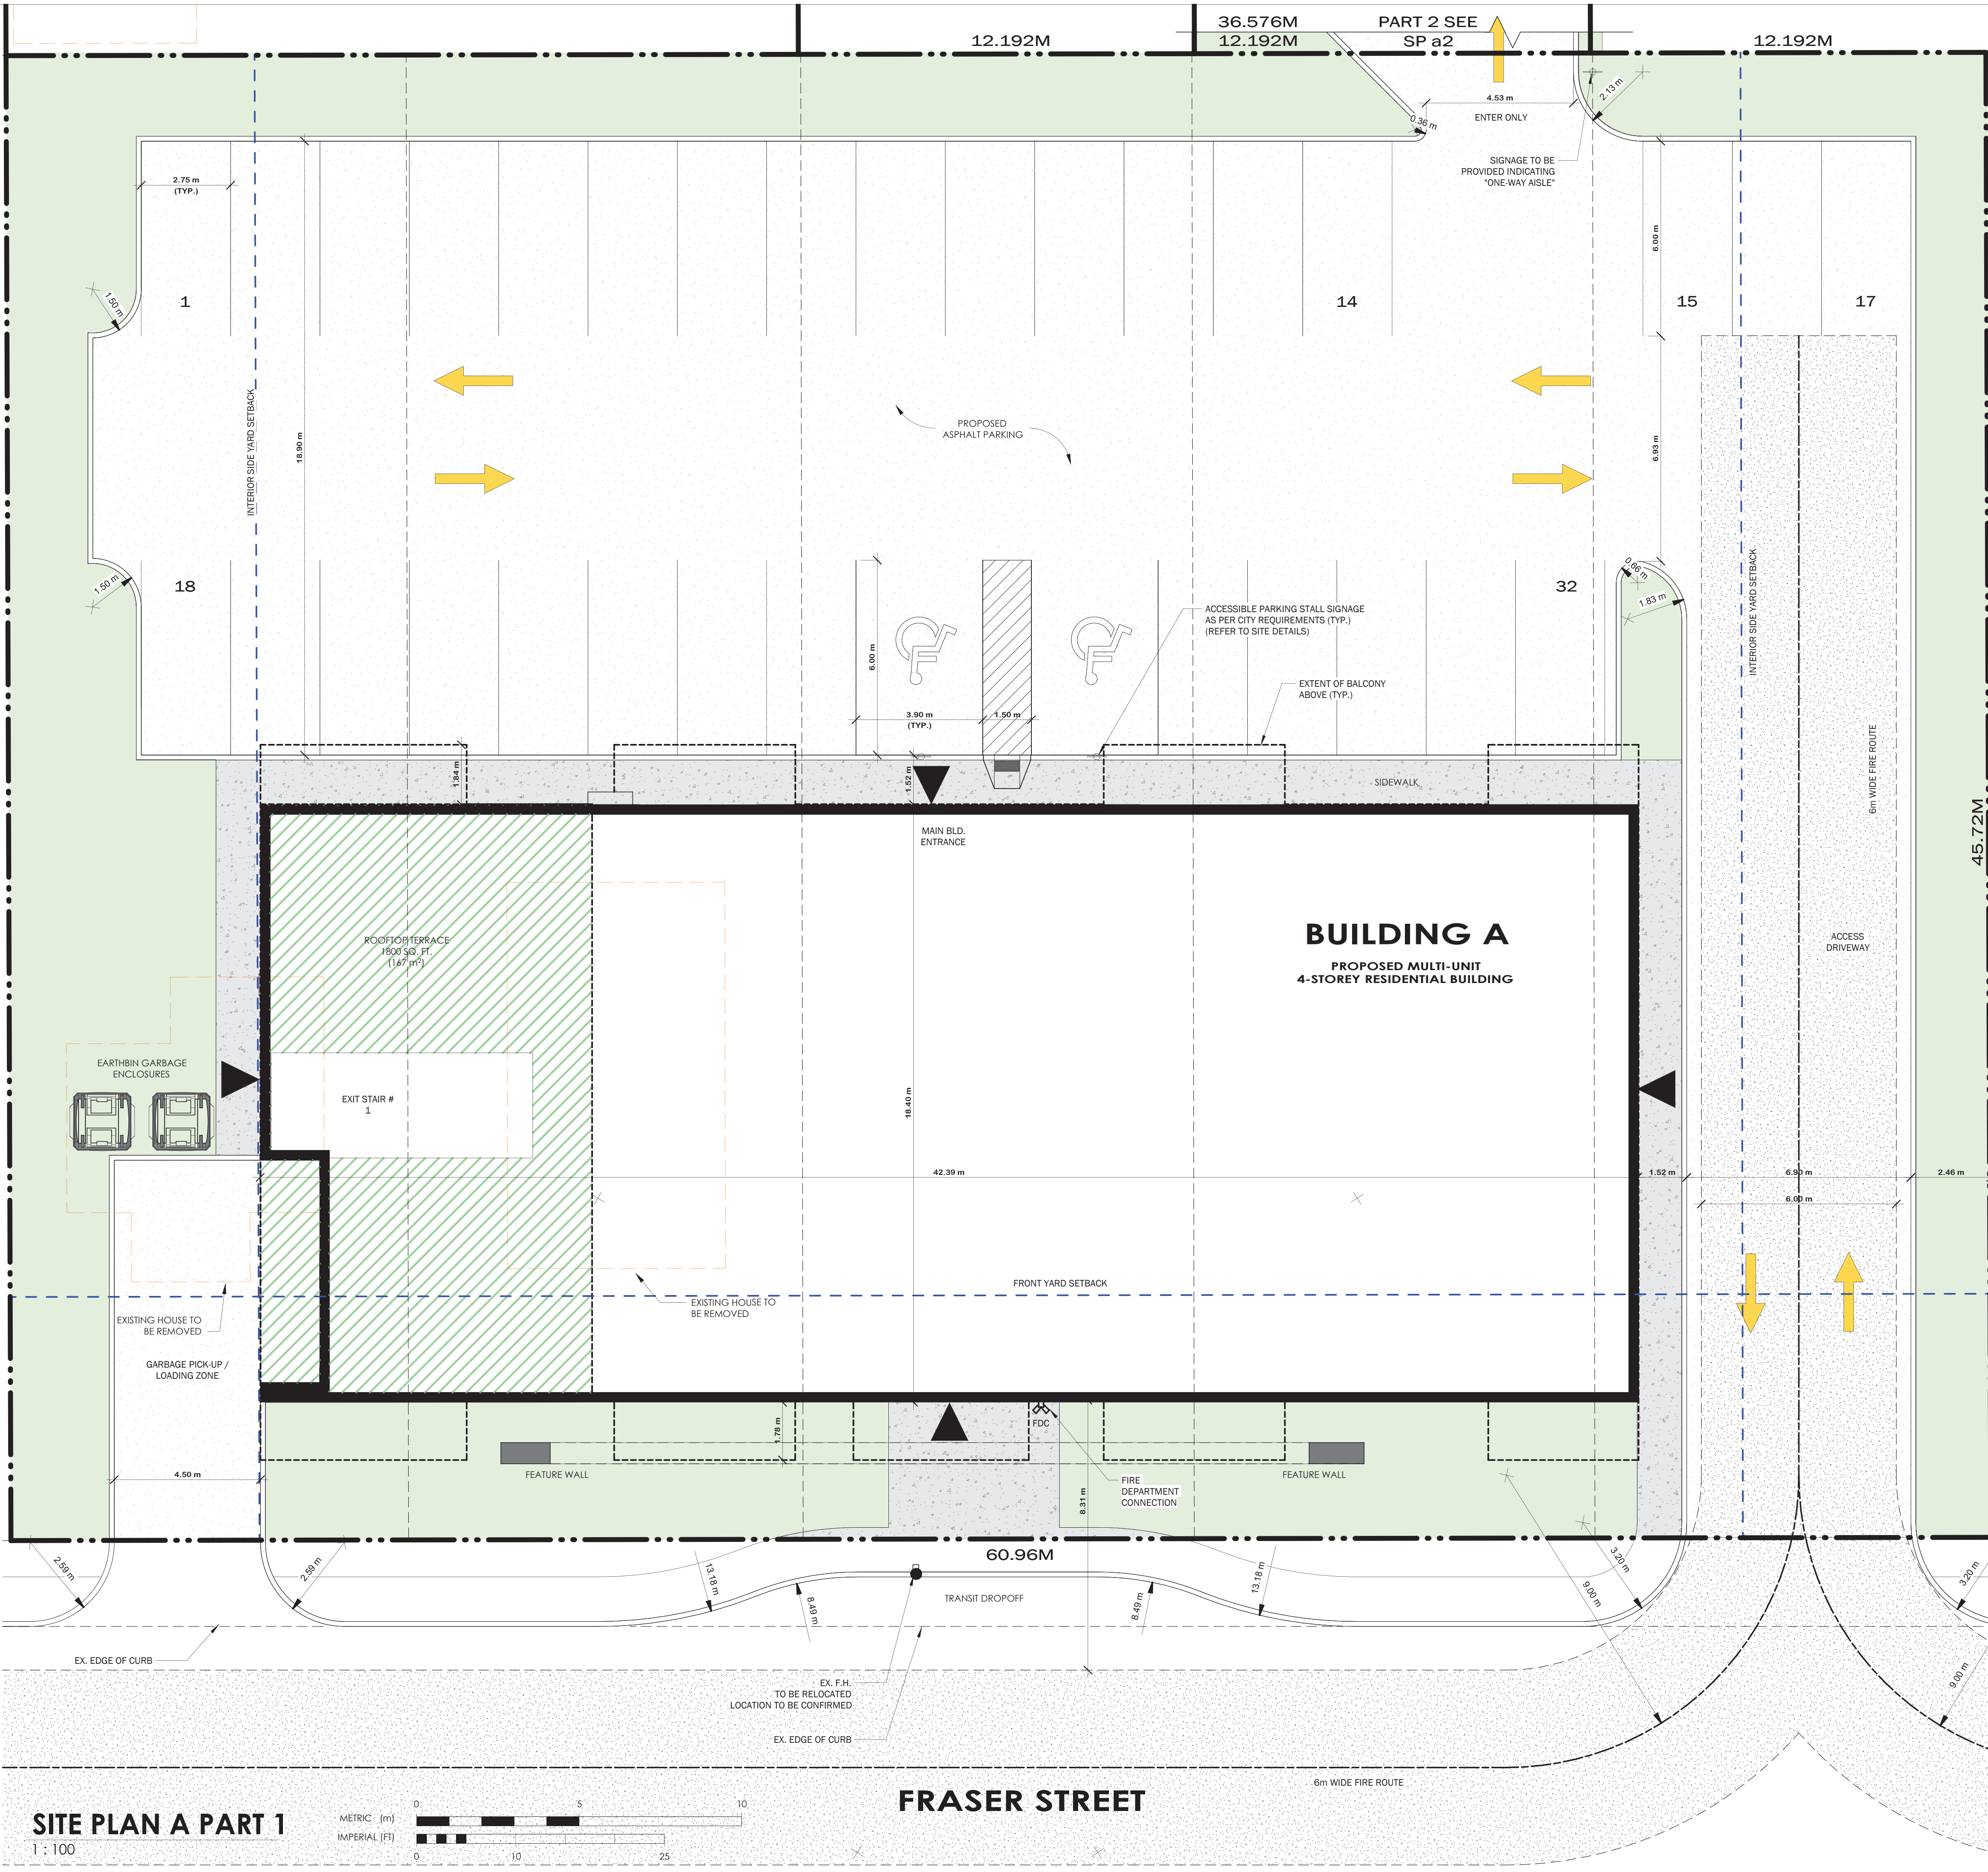 36.576M
PART 2 SEE
12.192M
12.192M
SP a2
12.192M
4.53 m
2.13 m
0.36 m
ENTER ONLY
SIGNAGE TO BE
PROVIDED INDICATING
"ONE-WAY AISLE"
2.75 m
(TYP.)
6.00 m
1.50 m
1
14
15
17
INTERIOR SIDE YARD SETBACK
18.90 m
PROPOSED
ASPHALT PARKING
6.93 m
1.50 m
18
32
0.66 m
1.83 m
INTERIOR SIDE YARD SETBACK
ACCESSIBLE PARKING STALL SIGNAGE
AS PER CITY REQUIREMENTS (TYP.)
(REFER TO SITE DETAILS)
6.00 m
EXTENT OF BALCONY
ABOVE (TYP.)
3.90 m
(TYP.)
1.50 m
1.84 m
1.52 m
SIDEWALK
6m WIDE FIRE ROUTE
45.72M
MAIN BLD.
ENTRANCE
BUILDING A
PROPOSED MULTI-UNIT
4-STOREY RESIDENTIAL BUILDING
ROOFTOP TERRACE
1800 SQ. FT.
(167 m²)
ACCESS
DRIVEWAY
EARTHBIN GARBAGE
ENCLOSURES
EXIT STAIR #
1
18.40 m
42.39 m
1.52 m
6.90 m
2.46 m
6.00 m
FRONT YARD SETBACK
EXISTING HOUSE TO
BE REMOVED
EXISTING HOUSE TO
BE REMOVED
GARBAGE PICK-UP /
LOADING ZONE
FDC
1.78 m
FEATURE WALL
FEATURE WALL
4.50 m
FIRE
DEPARTMENT
CONNECTION
8.31 m
60.96M
2.59 m
2.59 m
13.18 m
8.49 m
TRANSIT DROPOFF
8.49 m
13.18 m
3.20 m
9.00 m
3.20 m
EX. EDGE OF CURB
EX. F.H.
TO BE RELOCATED
LOCATION TO BE CONFIRMED
9.00 m
EX. EDGE OF CURB
6m WIDE FIRE ROUTE
FRASER STREET
SITE PLAN A PART 1
1 : 100
METRIC (m)
0 5 10
IMPERIAL (FT)
0 10 25